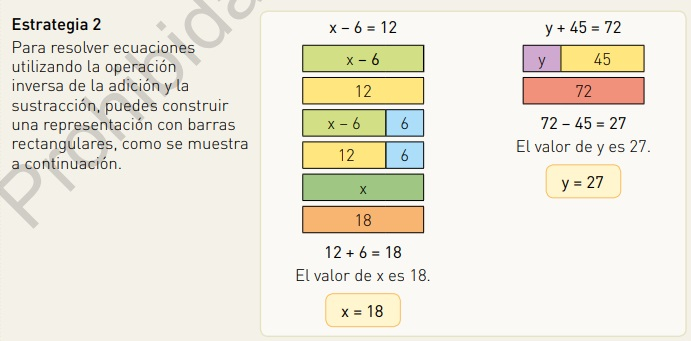 Estrategia 2
Para resolver ecuaciones
utilizando la operación
inversa de la adición y la
sustracción, puedes construir
una representación con barras
rectangulares, como se muestra
a continuación.
x – 6 = 12
x – 6
12
x – 6 6
12 6
x
18
12 + 6 = 18
El valor de x es 18.
x = 18
y + 45 = 72
y 45
72
72 – 45 = 27
El valor de y es 27.
y = 27